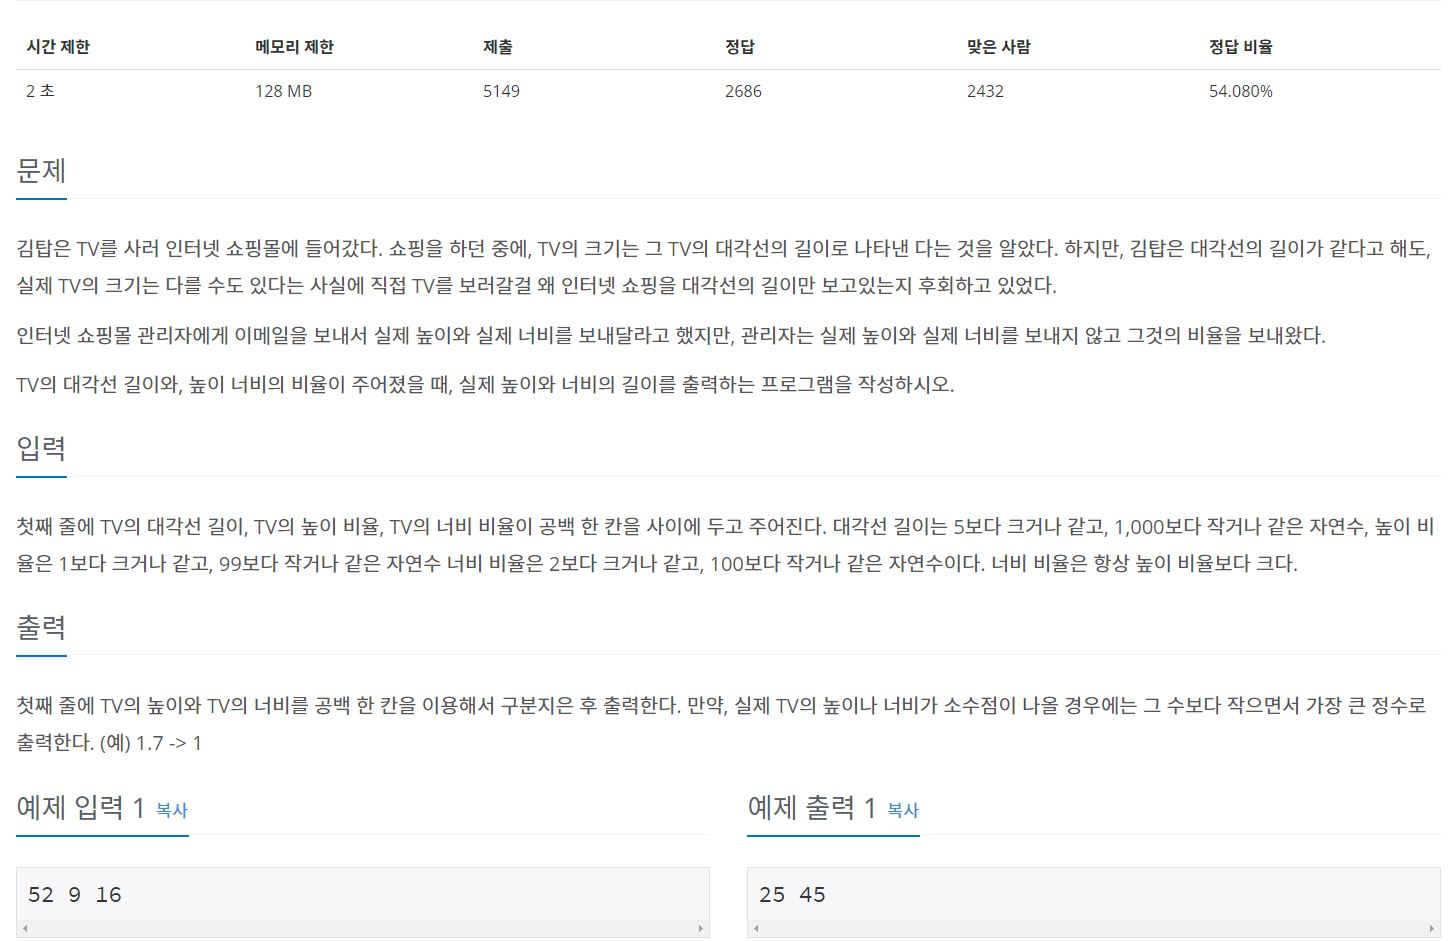 시간 제한 메모리 제한 제출 정답 맞은 사람 정답 비율
2 초 128 MB 5149 2686 2432 54.080%
문제
김탑은 TV를 사러 인터넷 쇼핑몰에 들어갔다. 쇼핑을 하던 중에, TV의 크기는 그 TV의 대각선의 길이로 나타낸 다는 것을 알았다. 하지만, 김탑은 대각선의 길이가 같다고 해도,
실제 TV의 크기는 다를 수도 있다는 사실에 직접 TV를 보러갈걸 왜 인터넷 쇼핑을 대각선의 길이만 보고있는지 후회하고 있었다.
인터넷 쇼핑몰 관리자에게 이메일을 보내서 실제 높이와 실제 너비를 보내달라고 했지만, 관리자는 실제 높이와 실제 너비를 보내지 않고 그것의 비율을 보내왔다.
TV의 대각선 길이와, 높이 너비의 비율이 주어졌을 때, 실제 높이와 너비의 길이를 출력하는 프로그램을 작성하시오.
입력
첫째 줄에 TV의 대각선 길이, TV의 높이 비율, TV의 너비 비율이 공백 한 칸을 사이에 두고 주어진다. 대각선 길이는 5보다 크거나 같고, 1,000보다 작거나 같은 자연수, 높이 비
율은 1보다 크거나 같고, 99보다 작거나 같은 자연수 너비 비율은 2보다 크거나 같고, 100보다 작거나 같은 자연수이다. 너비 비율은 항상 높이 비율보다 크다.
출력
첫째 줄에 TV의 높이와 TV의 너비를 공백 한 칸을 이용해서 구분지은 후 출력한다. 만약, 실제 TV의 높이나 너비가 소수점이 나올 경우에는 그 수보다 작으면서 가장 큰 정수로
출력한다. (예) 1.7 -> 1
예제 입력 1 복사
52 9 16
예제 출력 1 복사
25 45